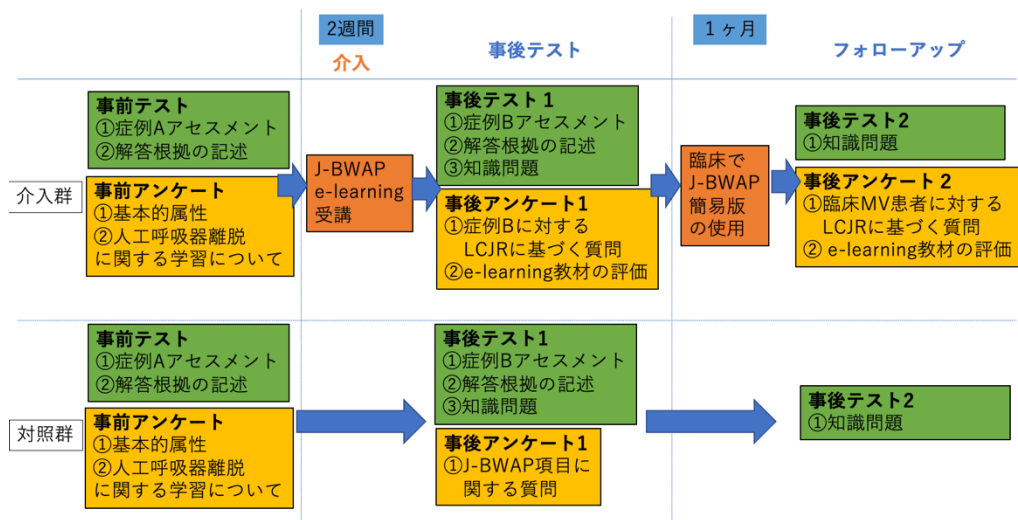 2週間
1ヶ月
介入
事後テスト
フォローアップ
介入群
事前テスト
①症例Aアセスメント
②解答根拠の記述
事前アンケート
①基本的属性
②人工呼吸器離脱
に関する学習について
J-BWAP
e-learning
受講
事後テスト1
①症例Bアセスメント
②解答根拠の記述
③知識問題
事後アンケート1
①症例Bに対する
LCJRに基づく質問
②e-learning教材の評価
臨床で
J-BWAP
簡易版
の使用
事後テスト2
①知識問題
事後アンケート2
①臨床MV患者に対する
LCJRに基づく質問
② e-learning教材の評価
対照群
事前テスト
①症例Aアセスメント
②解答根拠の記述
事前アンケート
①基本的属性
②人工呼吸器離脱
に関する学習について
事後テスト1
①症例Bアセスメント
②解答根拠の記述
③知識問題
事後アンケート1
①J-BWAP項目に
関する質問
事後テスト2
①知識問題